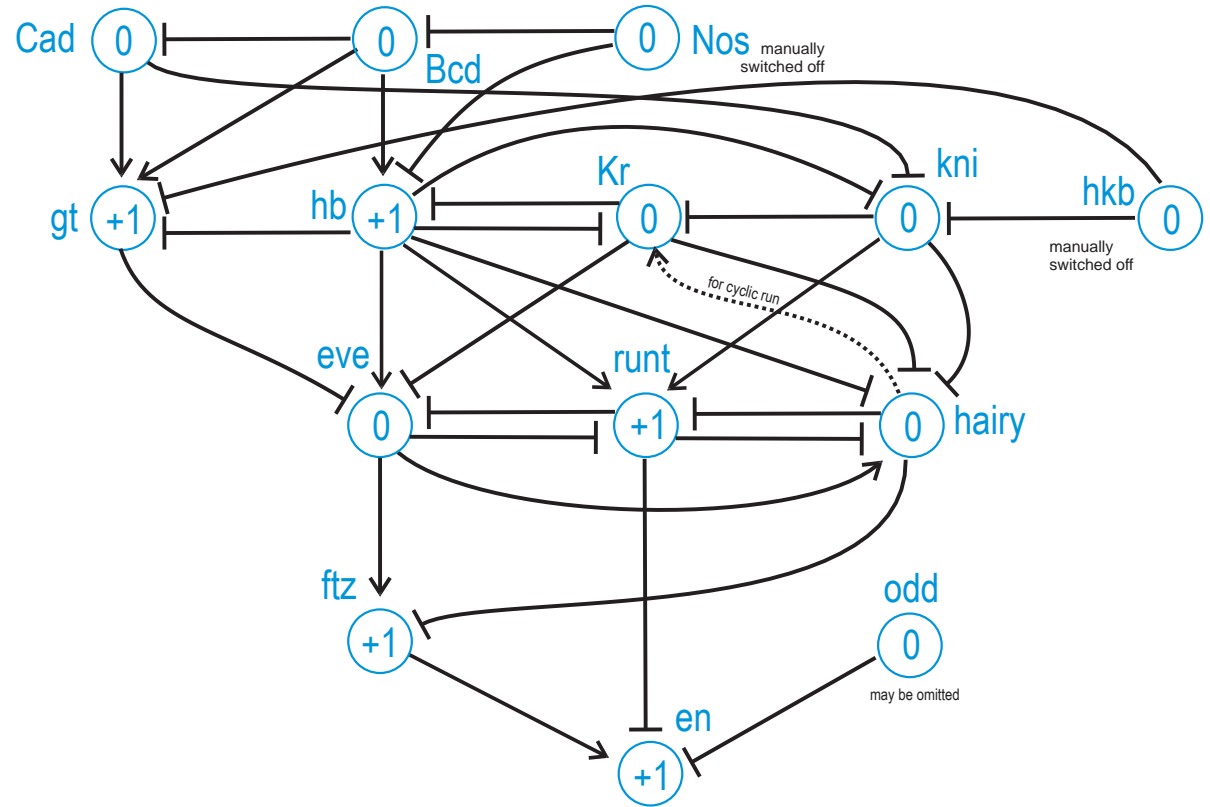 Cad
0
0
Bcd
0
Nos
manually
switched off
gt
+1
hb
+1
Kr
0
kni
0
hkb
0
manually
switched off
for cyclic run
eve
0
runt
+1
hairy
0
ftz
+1
odd
0
may be omitted
en
+1